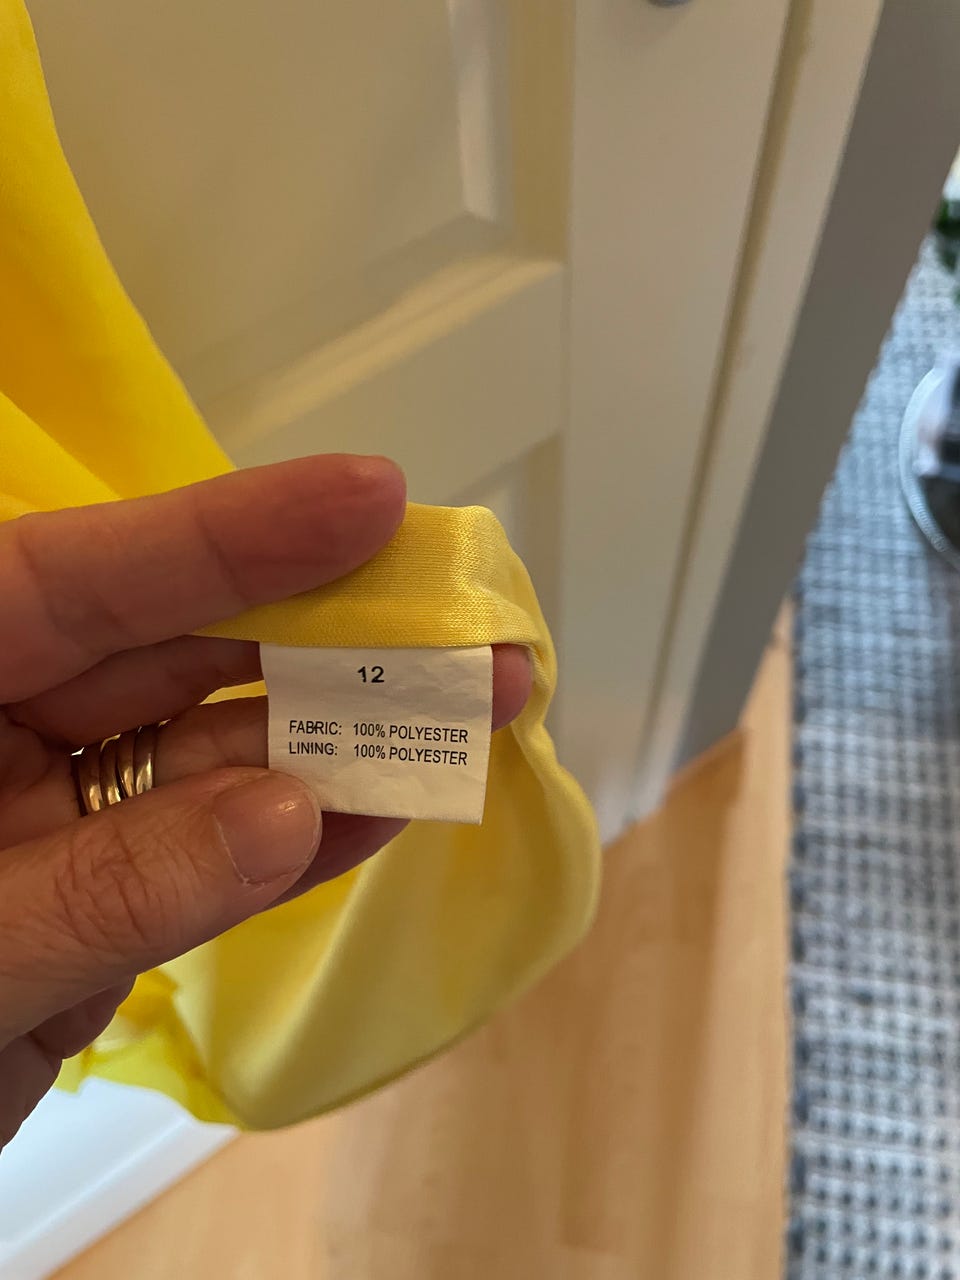 12
FABRIC: 100% POLYESTER
LINING: 100% POLYESTER